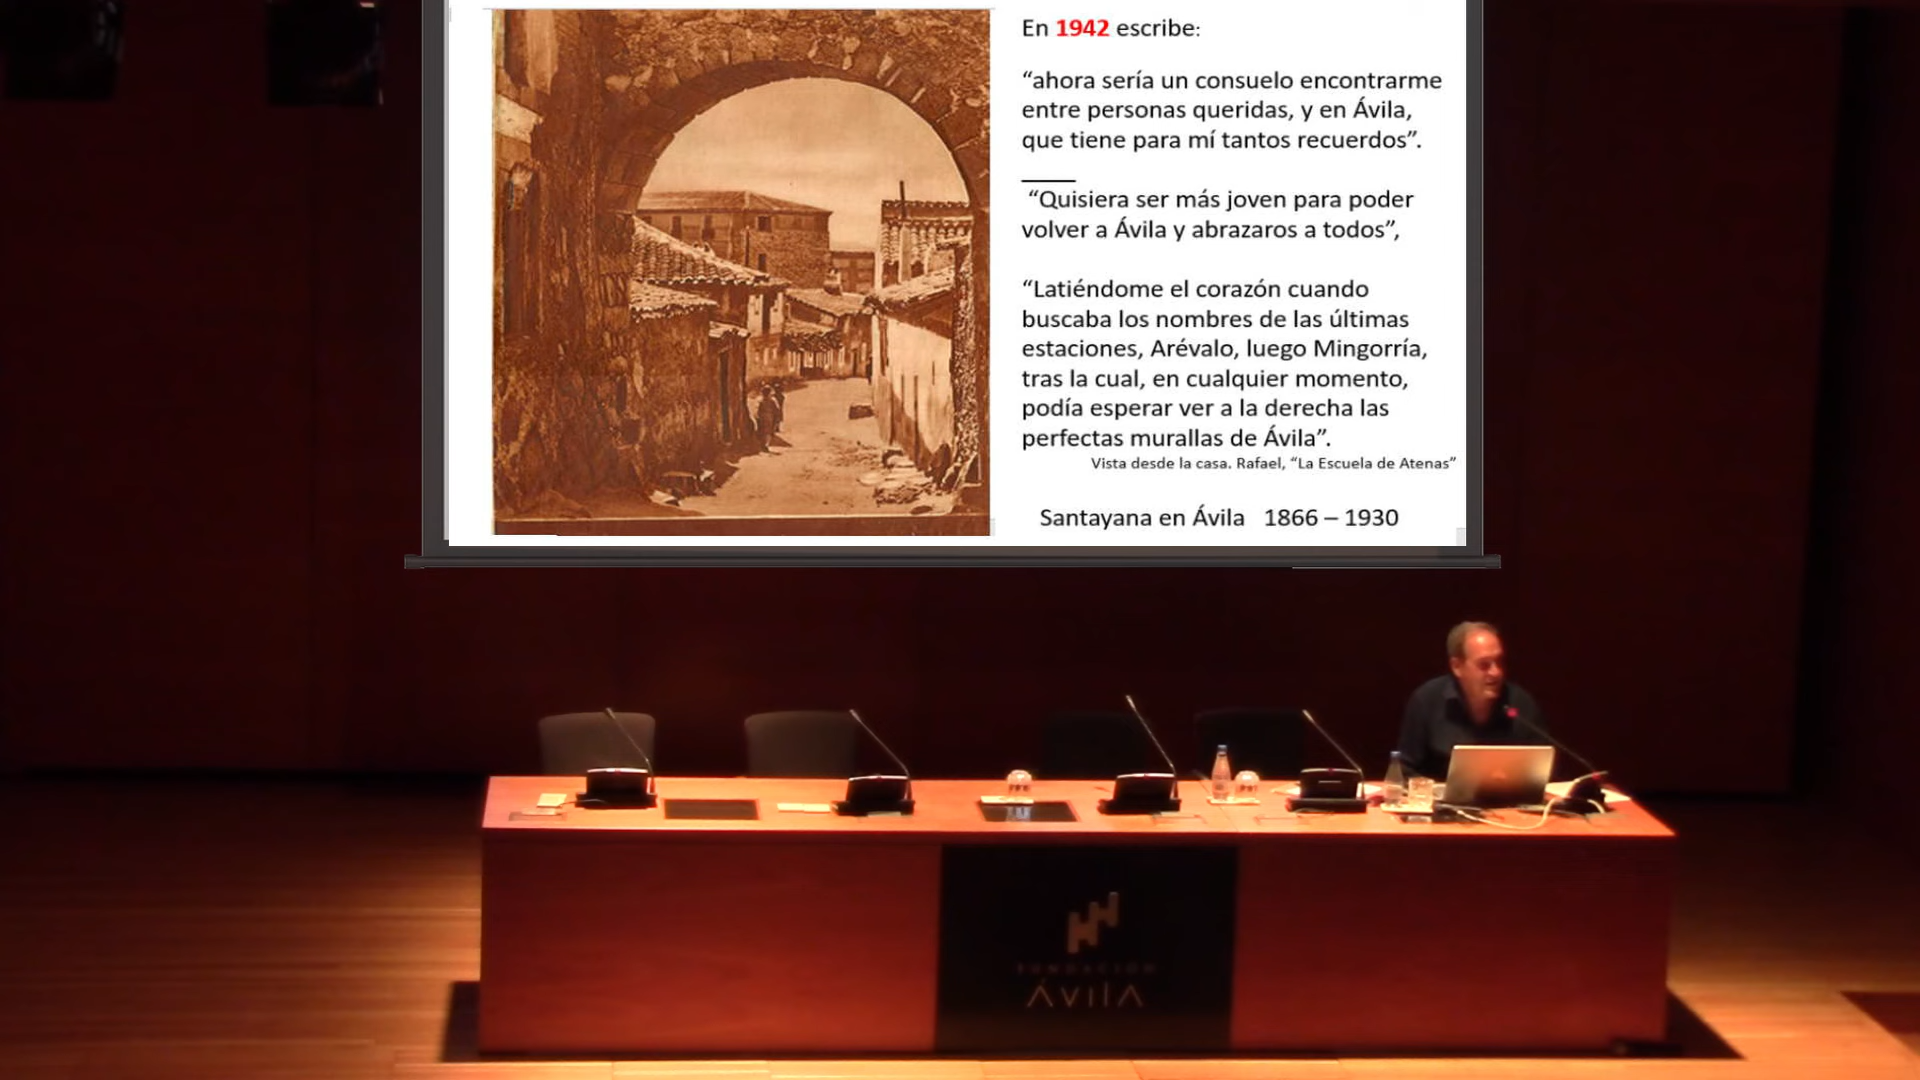 En 1942 escribe:
“ahora sería un consuelo encontrarme
entre personas queridas, y en Ávila,
que tiene para mí tantos recuerdos”.
“Quisiera ser más joven para poder
volver a Ávila y abrazaros a todos”,
“Latiéndome el corazón cuando
buscaba los nombres de las últimas
estaciones, Arévalo, luego Mingorría,
tras la cual, en cualquier momento,
podía esperar ver a la derecha las
perfectas murallas de Ávila”.
Vista desde la casa. Rafael, “La Escuela de Atenas”
Santayana en Ávila 1866 – 1930
FUNDACIÓN
ÁVILA